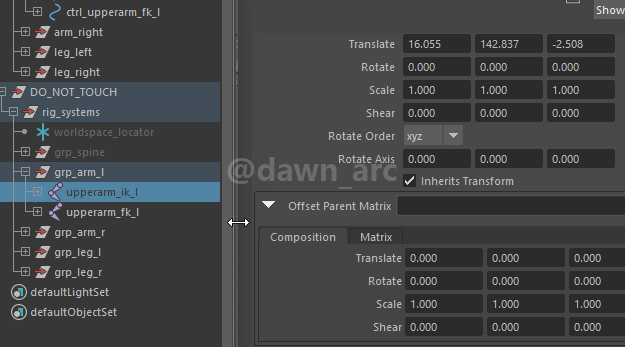 ctrl_upperarm_fk_l
arm_right
leg_left
leg_right
DO_NOT_TOUCH
rig_systems
worldspace_locator
grp_spine
grp_arm_l
upperarm_ik_l
upperarm_fk_l
grp_arm_r
grp_leg_l
grp_leg_r
defaultLightSet
defaultObjectSet
Show
Translate 16.055 142.837 -2.508
Rotate 0.000 0.000 0.000
Scale 1.000 1.000 1.000
Shear 0.000 0.000 0.000
Rotate Order xyz
Rotate Axis 0.000 0.000 0.000
@dawn_arc
Inherits Transform
Offset Parent Matrix
Composition Matrix
Translate 0.000 0.000 0.000
Rotate 0.000 0.000 0.000
Scale 1.000 1.000 1.000
Shear 0.000 0.000 0.000